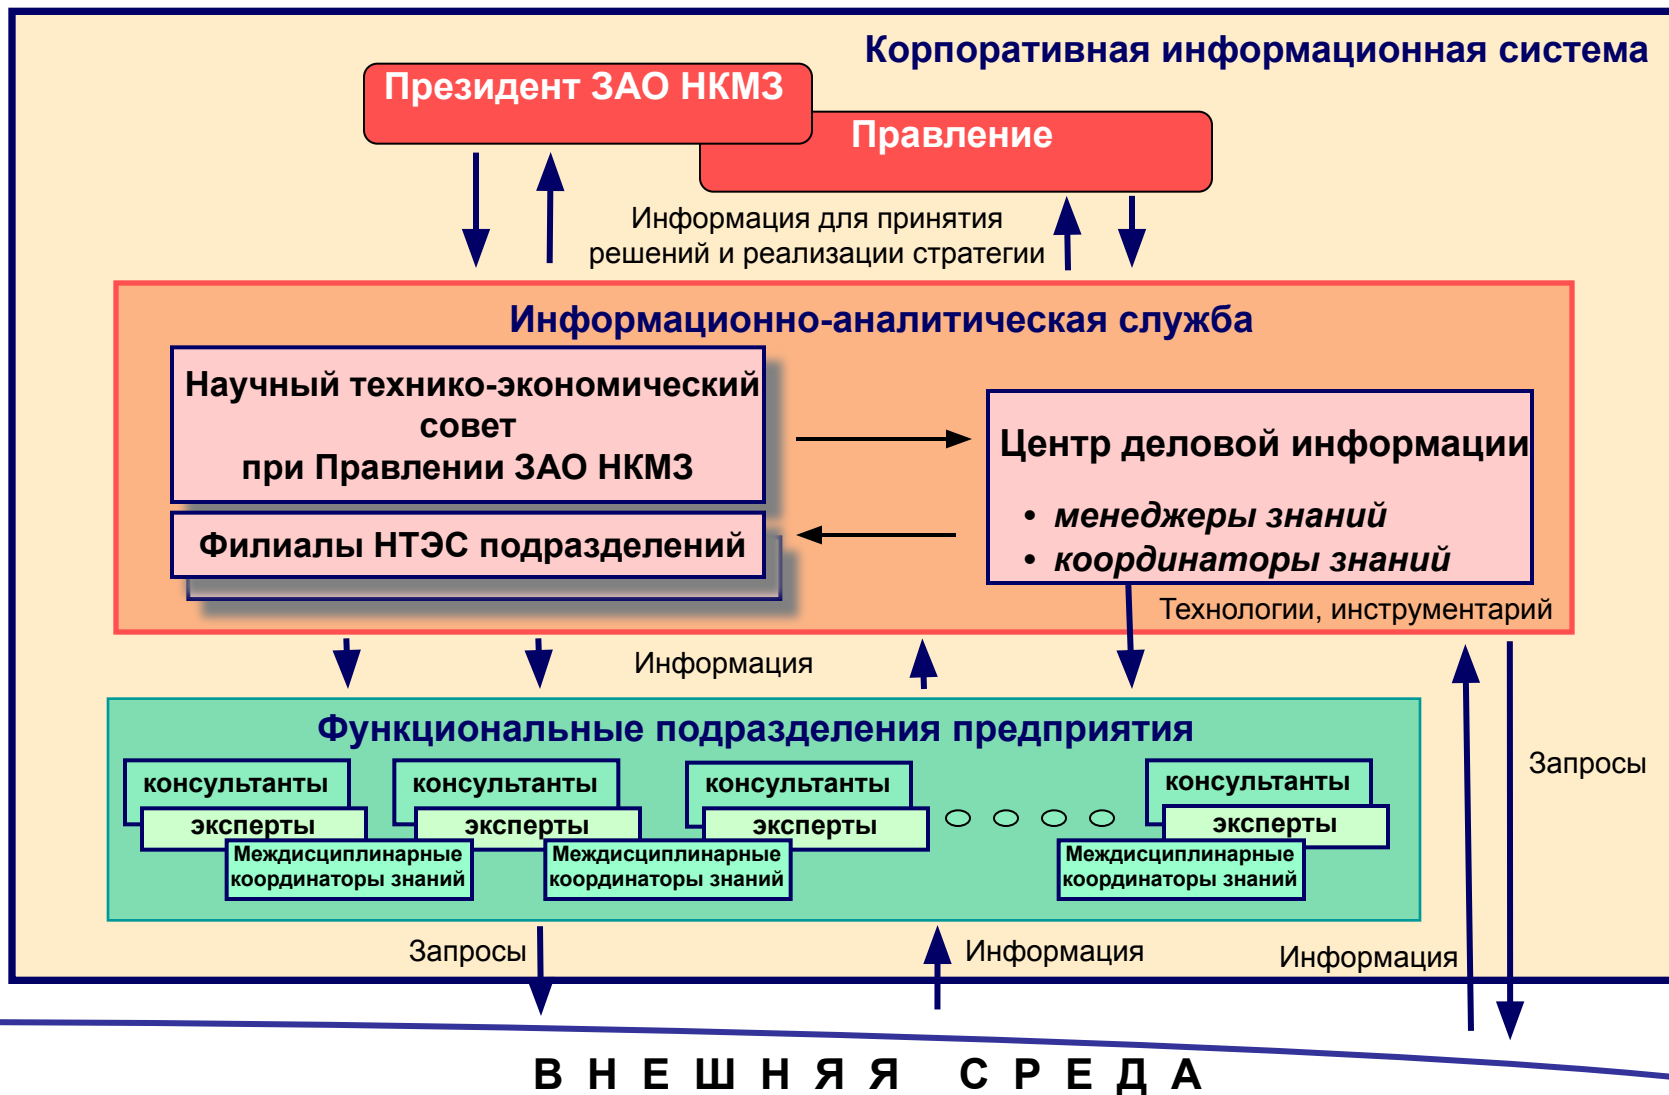 Корпоративная информационная система
Президент ЗАО НКМЗ
Правление
Информация для принятия
решений и реализации стратегии
Информационно-аналитическая служба
Научный технико-экономический
совет
при Правлении ЗАО НКМЗ
Филиалы НТЭС подразделений
Центр деловой информации
• менеджеры знаний
• координаторы знаний
Технологии, инструментарий
Информация
Функциональные подразделения предприятия
консультанты
эксперты
Междисциплинарные
координаторы знаний
консультанты
эксперты
Междисциплинарные
координаторы знаний
консультанты
эксперты
консультанты
эксперты
Междисциплинарные
координаторы знаний
Запросы
Запросы
Информация
Информация
ВНЕШНЯЯ СРЕДА